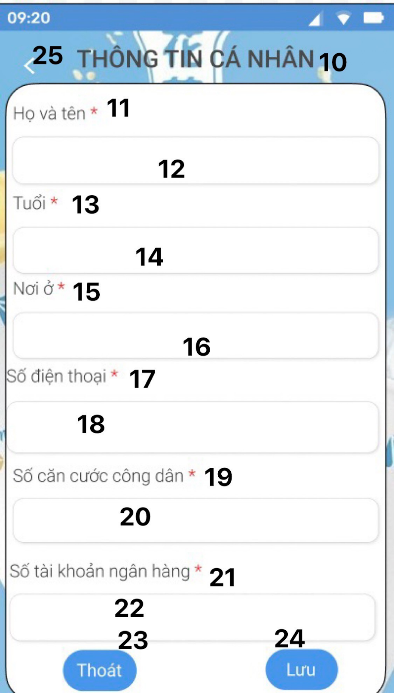 09:20
25 THÔNG TIN CÁ NHÂN 10
Họ và tên * 11
12
Tuổi * 13
14
Nơi ở * 15
16
Số điện thoại * 17
18
Số căn cước công dân * 19
20
Số tài khoản ngân hàng * 21
22
23 24
Thoát Lưu